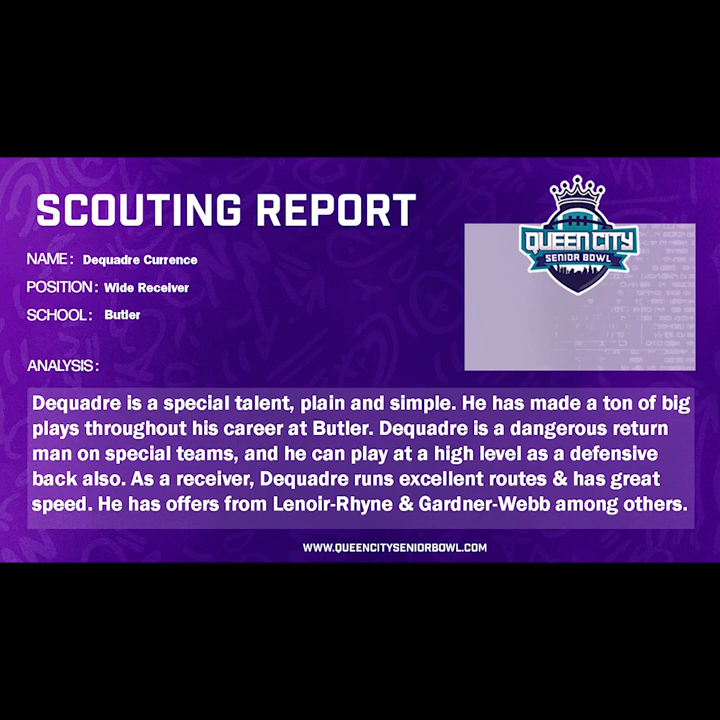 SCOUTING REPORT
QUEEN CITY
SENIOR BOWL
NAME: Dequadre Currence
POSITION: Wide Receiver
SCHOOL: Butler
ANALYSIS:
Dequadre is a special talent, plain and simple. He has made a ton of big
plays throughout his career at Butler. Dequadre is a dangerous return
man on special teams, and he can play at a high level as a defensive
back also. As a receiver, Dequadre runs excellent routes & has great
speed. He has offers from Lenoir-Rhyne & Gardner-Webb among others.
WWW.QUEENCITYSENIORBOWL.COM